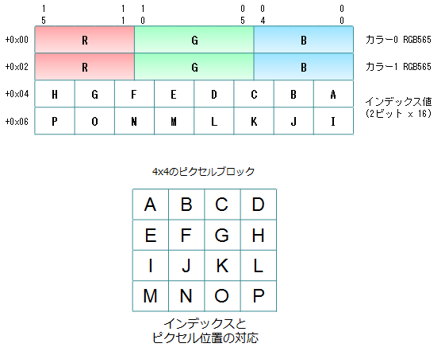 1 1 1 0 0 0
5 1 0 5 4 0
+0x00 R G B カラー0 RGB565
+0x02 R G B カラー1 RGB565
+0x04 H G F E D C B A インデックス値
+0x06 P O N M L K J I (2ビット x 16)
4x4のピクセルブロック
A B C D
E F G H
I J K L
M N O P
インデックスと
ピクセル位置の対応